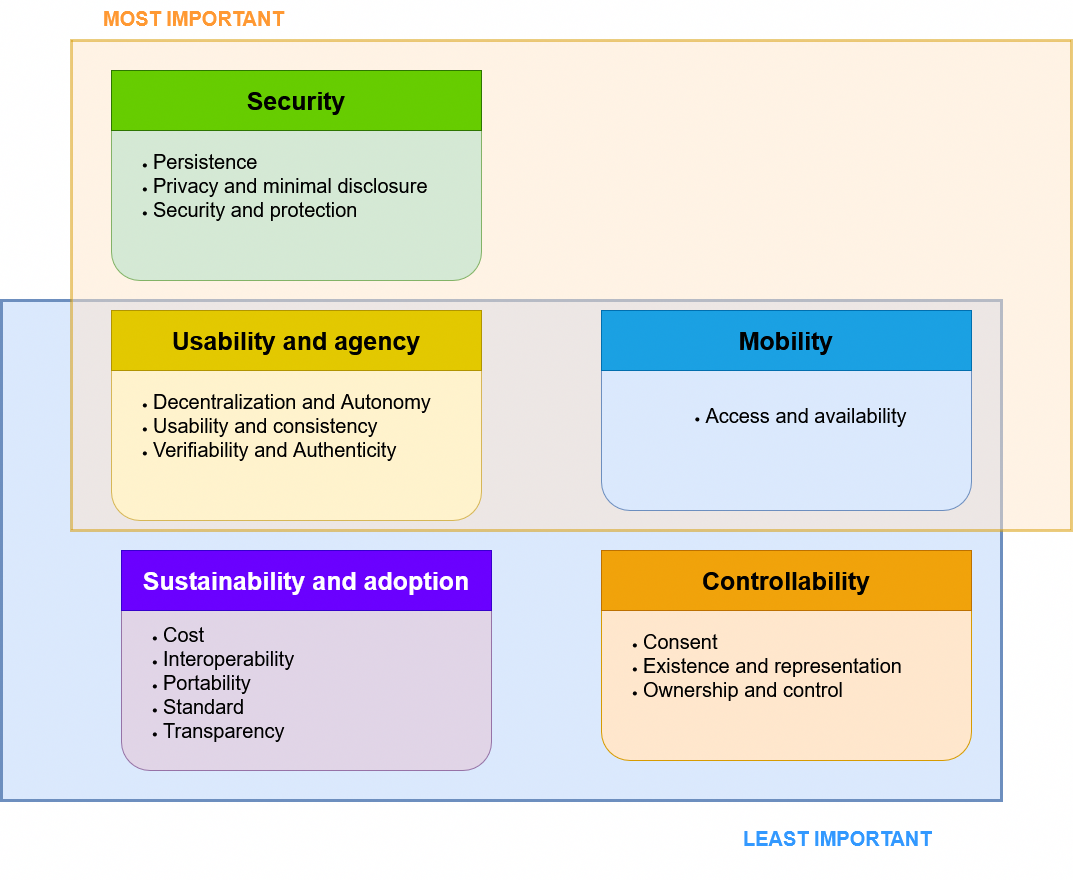 MOST IMPORTANT
Security
• Persistence
• Privacy and minimal disclosure
• Security and protection
Usability and agency
• Decentralization and Autonomy
• Usability and consistency
• Verifiability and Authenticity
Mobility
• Access and availability
Sustainability and adoption
• Cost
• Interoperability
• Portability
• Standard
• Transparency
Controllability
• Consent
• Existence and representation
• Ownership and control
LEAST IMPORTANT